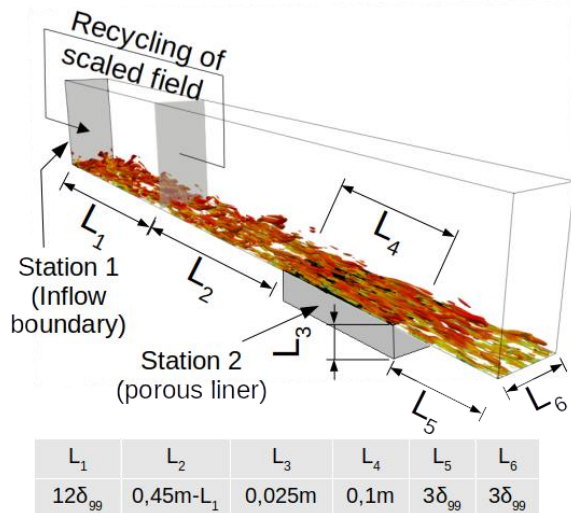 Recycling of
scaled field
L₁
L₂
L₄
Station 1
(Inflow
boundary)
L₃
Station 2
(porous liner)
L₅
L₆
L₁ L₂ L₃ L₄ L₅ L₆
12δ₉₉ 0,45m-L₁ 0,025m 0,1m 3δ₉₉ 3δ₉₉